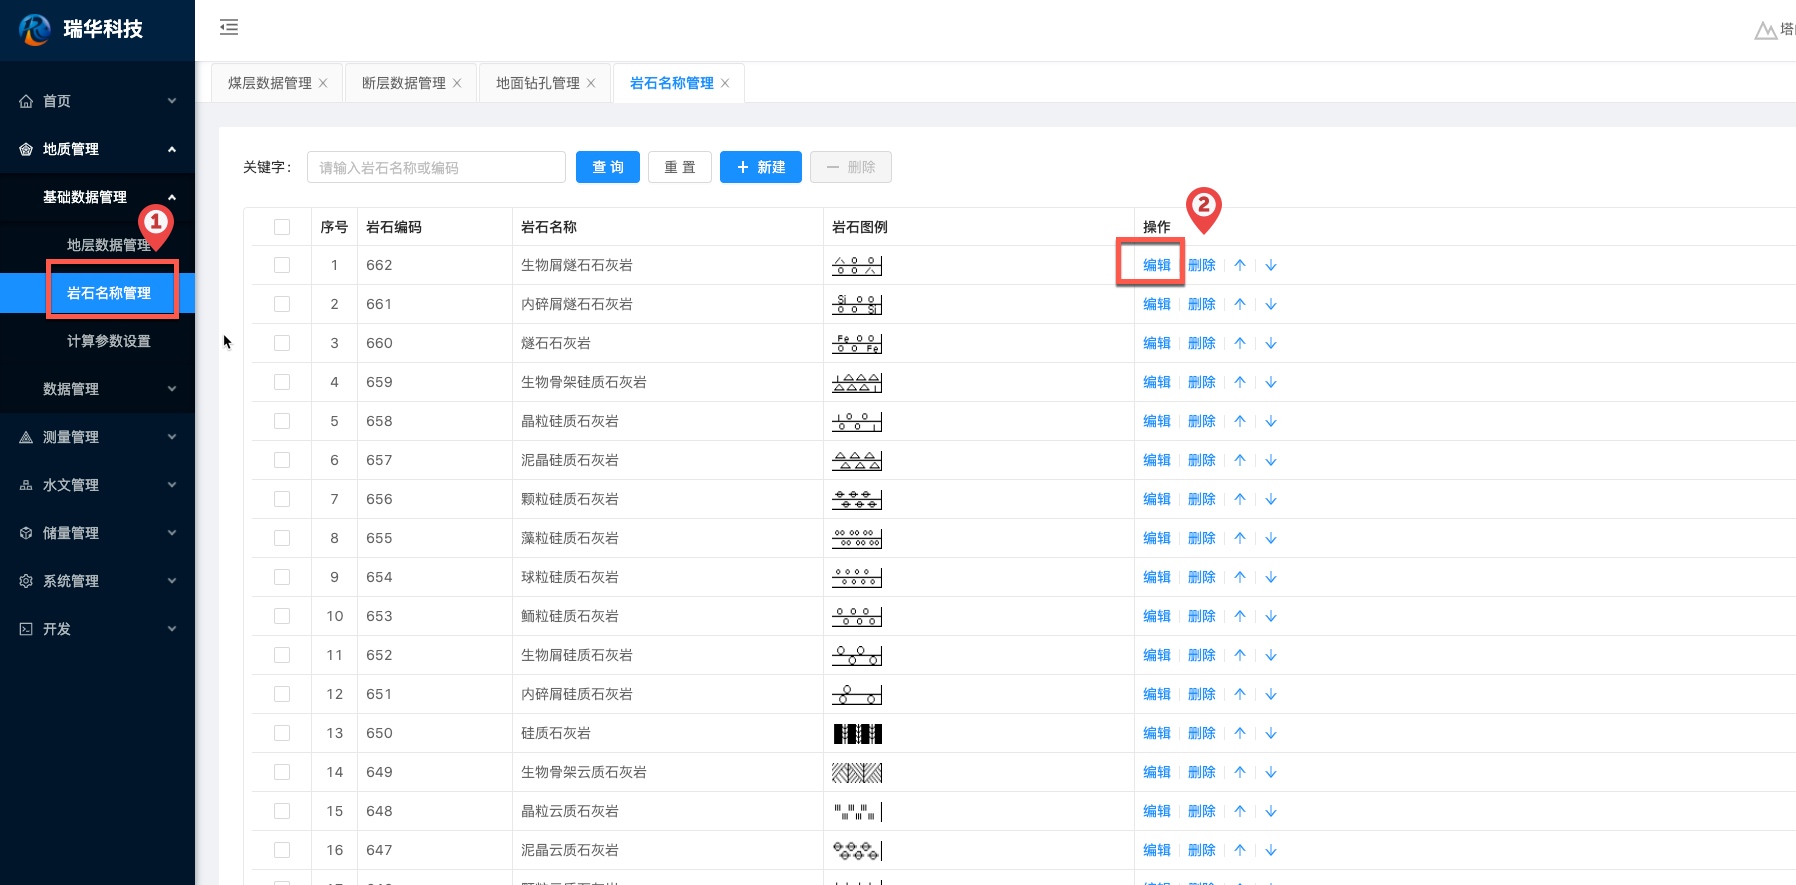 瑞华科技
塔
首页
地质管理
基础数据管理
1
地层数据管理
岩石名称管理
计算参数设置
数据管理
测量管理
水文管理
储量管理
系统管理
开发
煤层数据管理 断层数据管理 地面钻孔管理 岩石名称管理
关键字： 请输入岩石名称或编码 查询 重置 新建 删除
2
序号 岩石编码 岩石名称 岩石图例 操作
1 662 生物屑燧石石灰岩 编辑 删除
2 661 内碎屑燧石石灰岩 Si Si 编辑 删除
3 660 燧石石灰岩 Fe Fe 编辑 删除
4 659 生物骨架硅质石灰岩 编辑 删除
5 658 晶粒硅质石灰岩 编辑 删除
6 657 泥晶硅质石灰岩 编辑 删除
7 656 颗粒硅质石灰岩 编辑 删除
8 655 藻粒硅质石灰岩 编辑 删除
9 654 球粒硅质石灰岩 编辑 删除
10 653 鲕粒硅质石灰岩 编辑 删除
11 652 生物屑硅质石灰岩 编辑 删除
12 651 内碎屑硅质石灰岩 编辑 删除
13 650 硅质石灰岩 编辑 删除
14 649 生物骨架云质石灰岩 编辑 删除
15 648 晶粒云质石灰岩 编辑 删除
16 647 泥晶云质石灰岩 编辑 删除